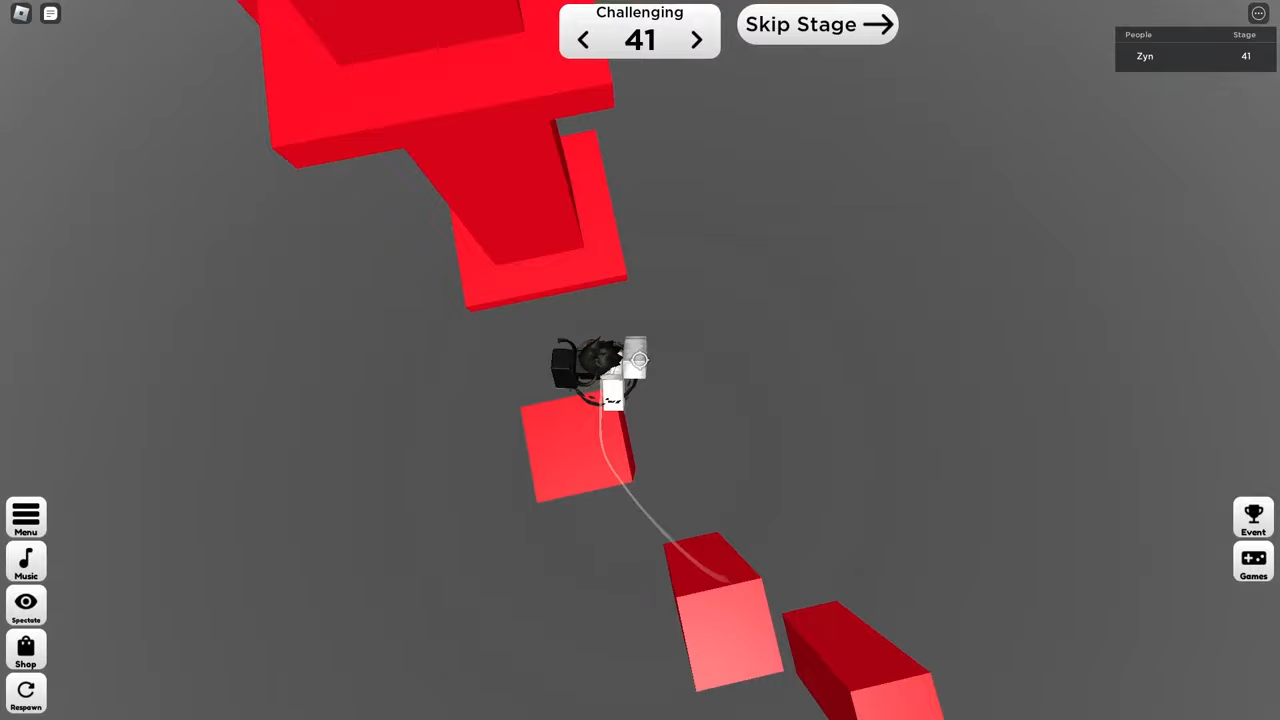 Challenging
41
Skip Stage
People Stage
Zyn 41
Menu
Music
Spectate
Shop
Respawn
Event
Games